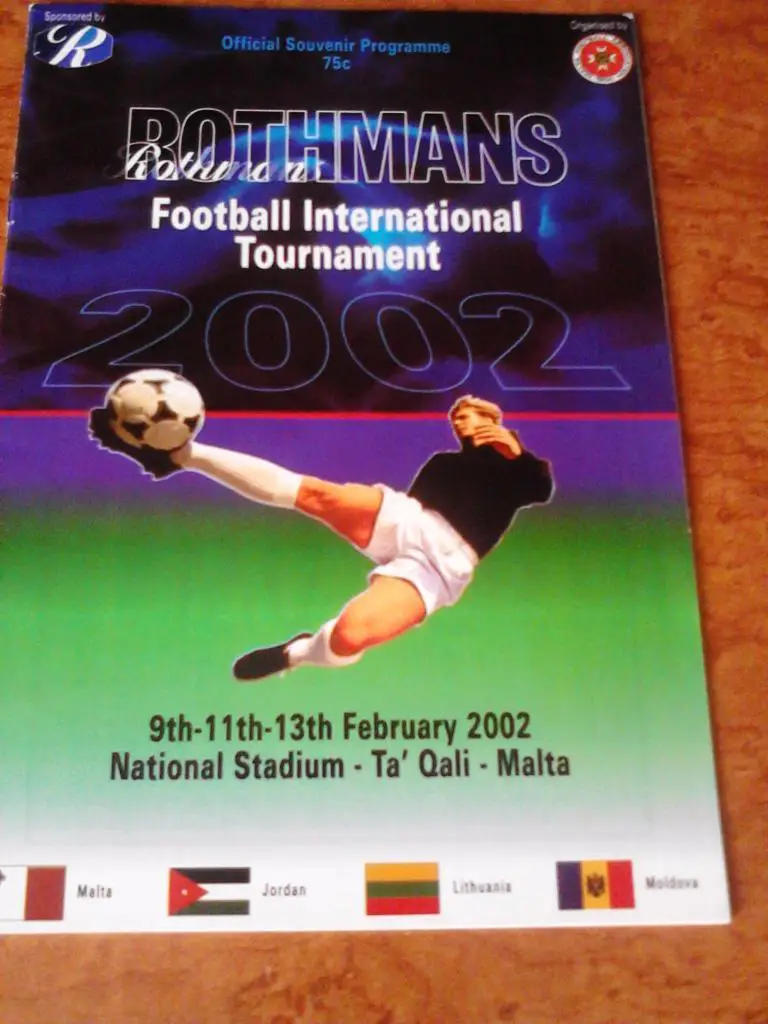 Sponsored by
R
Organised by
Official Souvenir Programme
75c
ROTHMANS
Rothmans
Football International
Tournament
2002
9th-11th-13th February 2002
National Stadium - Ta' Qali - Malta
Malta
Jordan
Lithuania
Moldova